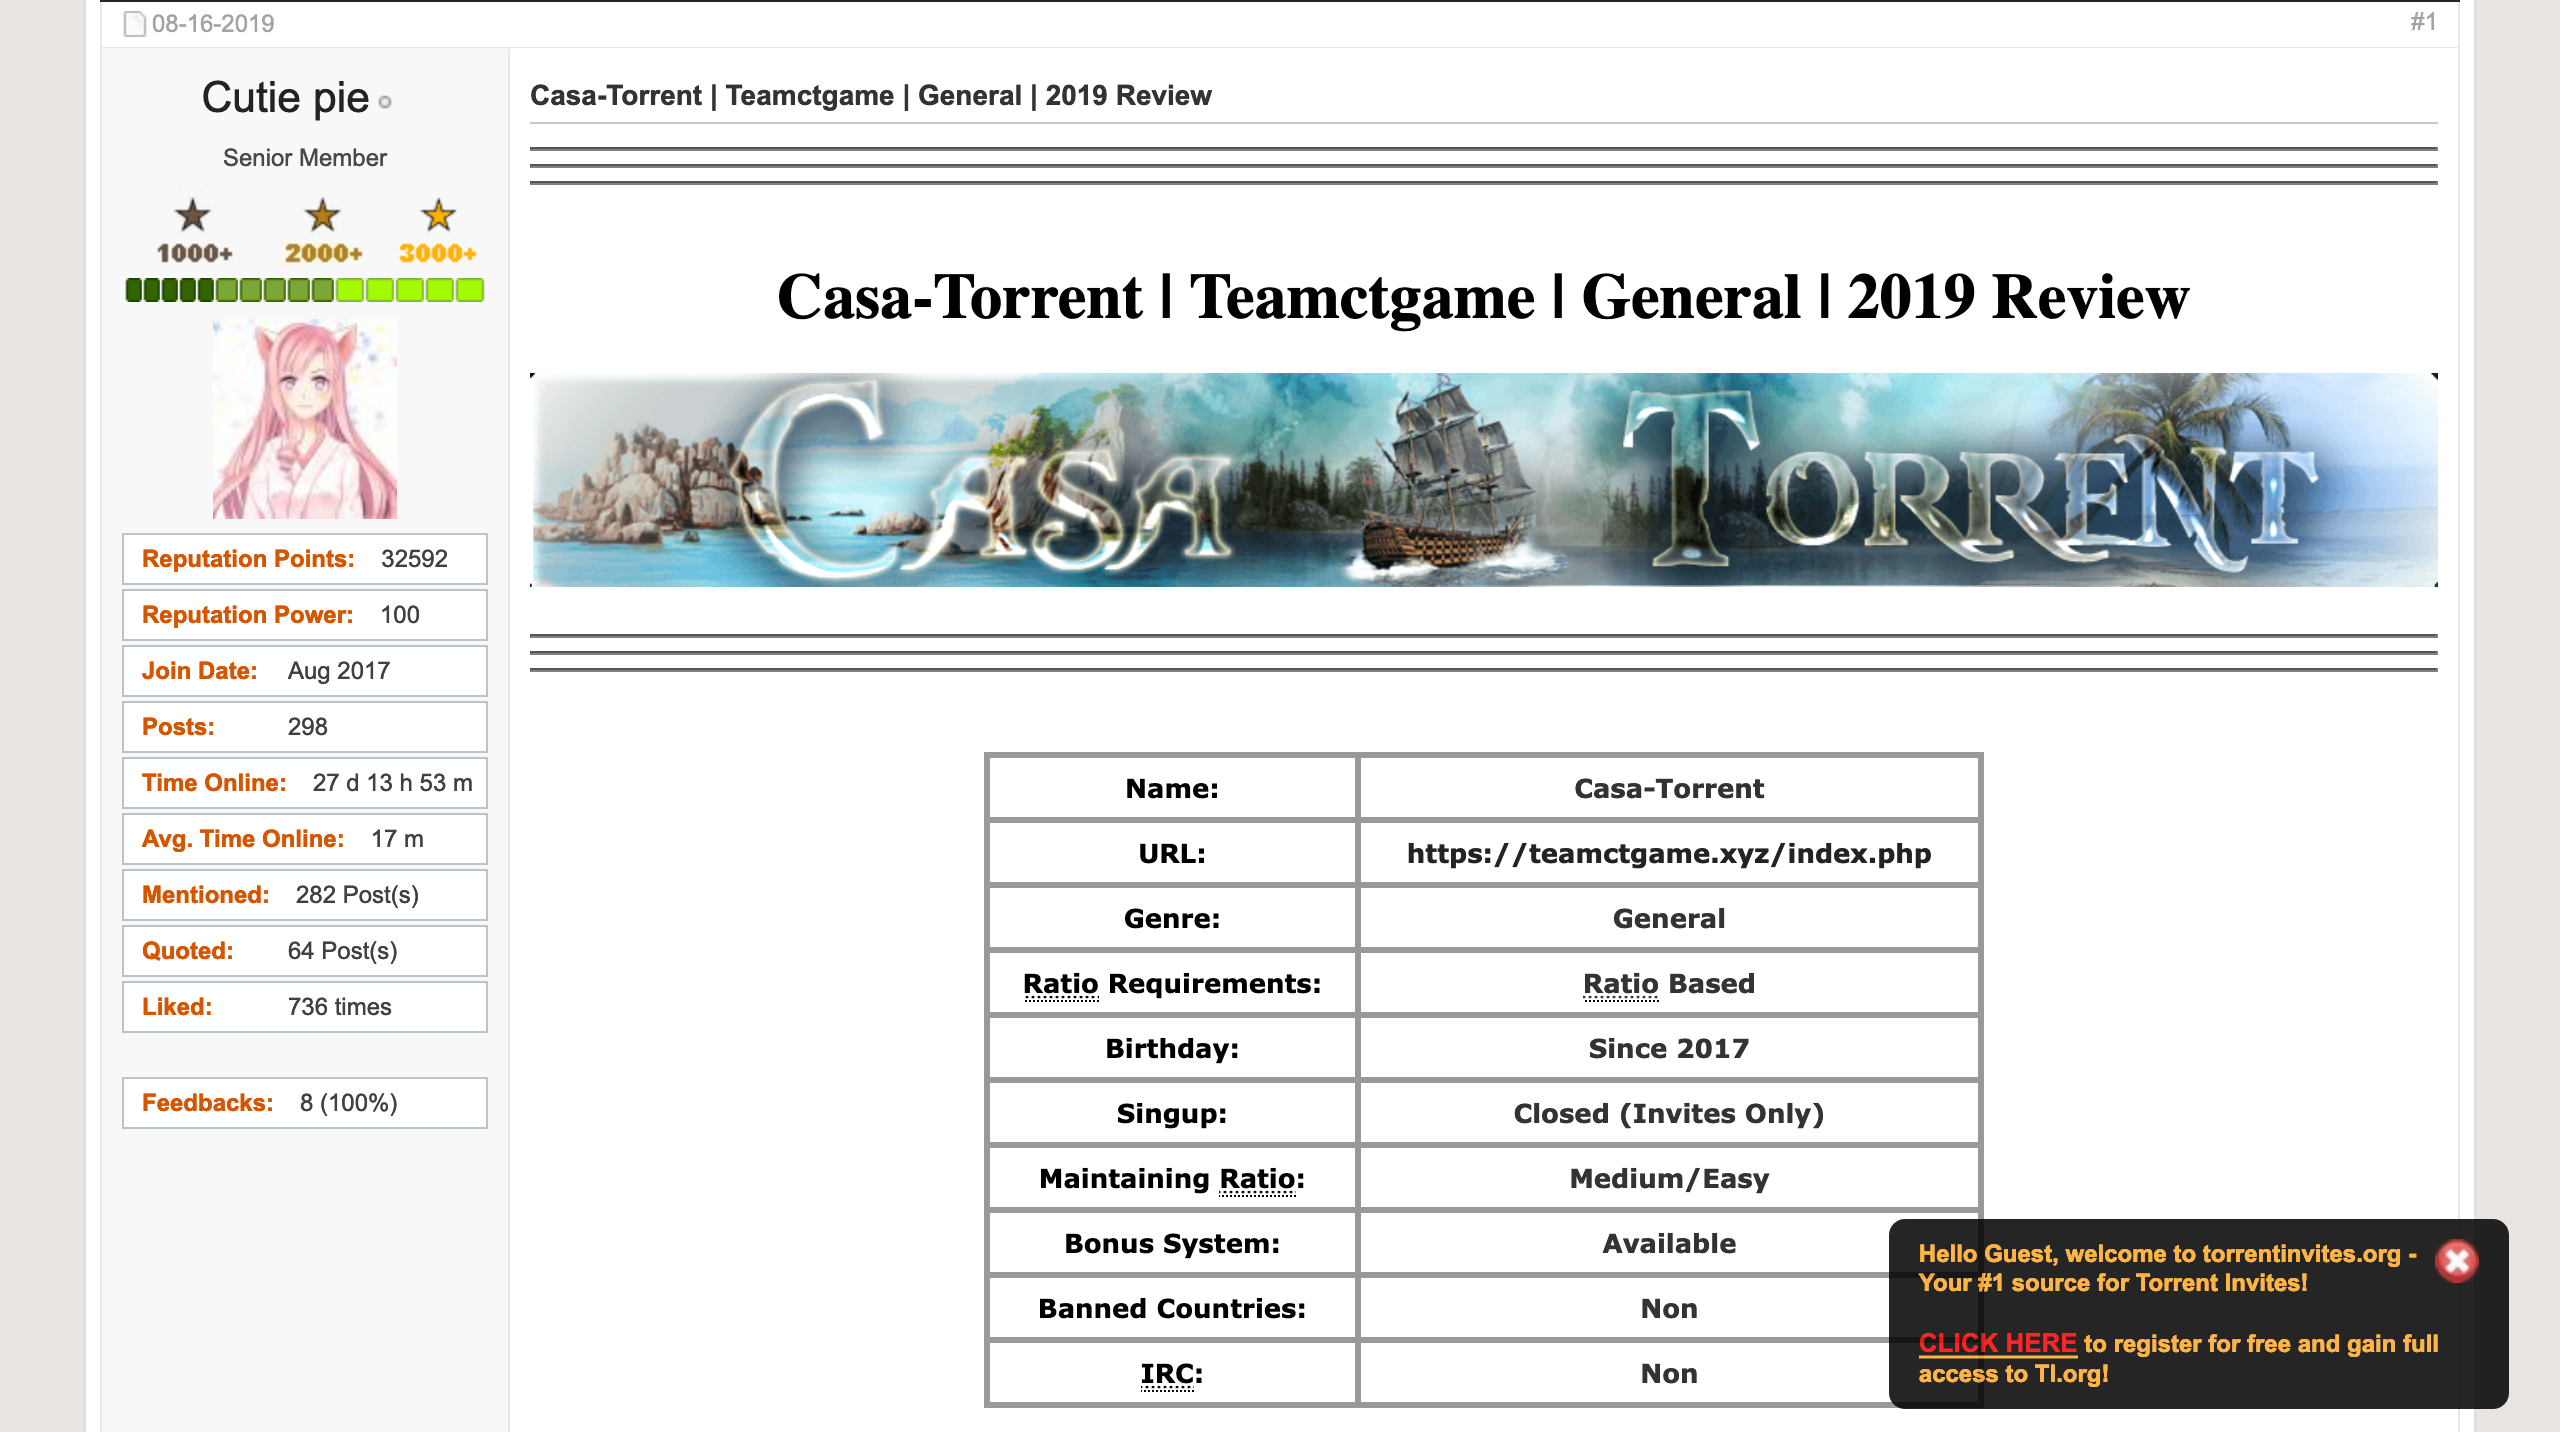 08-16-2019
#1
Cutie pie
Senior Member
1000+ 2000+ 3000+
Reputation Points: 32592
Reputation Power: 100
Join Date: Aug 2017
Posts: 298
Time Online: 27 d 13 h 53 m
Avg. Time Online: 17 m
Mentioned: 282 Post(s)
Quoted: 64 Post(s)
Liked: 736 times
Feedbacks: 8 (100%)
Casa-Torrent | Teamctgame | General | 2019 Review
Casa-Torrent | Teamctgame | General | 2019 Review
CASA TORRENT
Name: Casa-Torrent
URL: https://teamctgame.xyz/index.php
Genre: General
Ratio Requirements: Ratio Based
Birthday: Since 2017
Singup: Closed (Invites Only)
Maintaining Ratio: Medium/Easy
Bonus System: Available
Banned Countries: Non
IRC: Non
Hello Guest, welcome to torrentinvites.org -
Your #1 source for Torrent Invites!
CLICK HERE to register for free and gain full
access to TI.org!